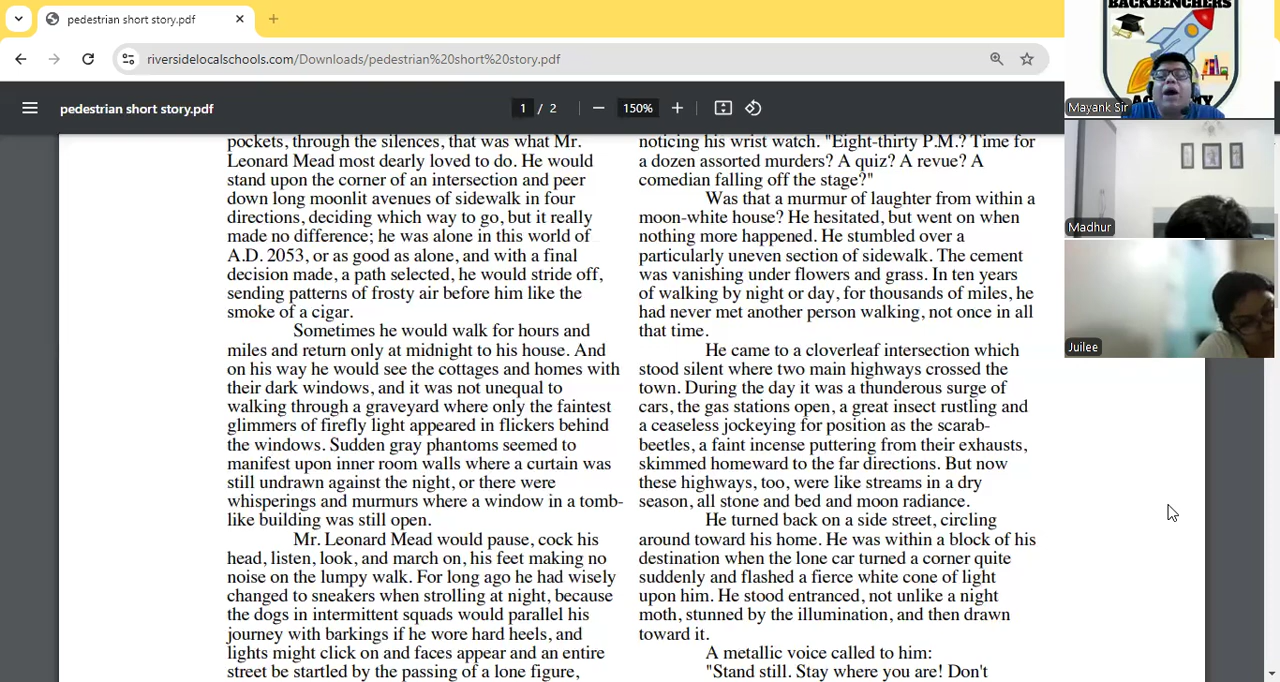 pedestrian short story.pdf
riversidelocalschools.com/Downloads/pedestrian%20short%20story.pdf
pedestrian short story.pdf
1 / 2
150%
BACKBENCHERS
Mayank Sir
Madhur
Juilee
pockets, through the silences, that was what Mr.
Leonard Mead most dearly loved to do. He would
stand upon the corner of an intersection and peer
down long moonlit avenues of sidewalk in four
directions, deciding which way to go, but it really
made no difference; he was alone in this world of
A.D. 2053, or as good as alone, and with a final
decision made, a path selected, he would stride off,
sending patterns of frosty air before him like the
smoke of a cigar.
Sometimes he would walk for hours and
miles and return only at midnight to his house. And
on his way he would see the cottages and homes with
their dark windows, and it was not unequal to
walking through a graveyard where only the faintest
glimmers of firefly light appeared in flickers behind
the windows. Sudden gray phantoms seemed to
manifest upon inner room walls where a curtain was
still undrawn against the night, or there were
whisperings and murmurs where a window in a tomb-
like building was still open.
Mr. Leonard Mead would pause, cock his
head, listen, look, and march on, his feet making no
noise on the lumpy walk. For long ago he had wisely
changed to sneakers when strolling at night, because
the dogs in intermittent squads would parallel his
journey with barkings if he wore hard heels, and
lights might click on and faces appear and an entire
street be startled by the passing of a lone figure,
noticing his wrist watch. "Eight-thirty P.M.? Time for
a dozen assorted murders? A quiz? A revue? A
comedian falling off the stage?"
Was that a murmur of laughter from within a
moon-white house? He hesitated, but went on when
nothing more happened. He stumbled over a
particularly uneven section of sidewalk. The cement
was vanishing under flowers and grass. In ten years
of walking by night or day, for thousands of miles, he
had never met another person walking, not once in all
that time.
He came to a cloverleaf intersection which
stood silent where two main highways crossed the
town. During the day it was a thunderous surge of
cars, the gas stations open, a great insect rustling and
a ceaseless jockeying for position as the scarab-
beetles, a faint incense puttering from their exhausts,
skimmed homeward to the far directions. But now
these highways, too, were like streams in a dry
season, all stone and bed and moon radiance.
He turned back on a side street, circling
around toward his home. He was within a block of his
destination when the lone car turned a corner quite
suddenly and flashed a fierce white cone of light
upon him. He stood entranced, not unlike a night
moth, stunned by the illumination, and then drawn
toward it.
A metallic voice called to him:
"Stand still. Stay where you are! Don't